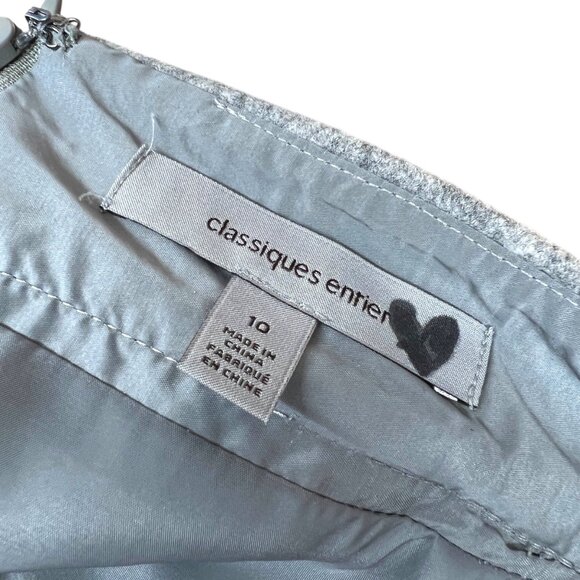 classiques entier
10
MADE IN
CHINA
FABRIQUÉ
EN CHINE